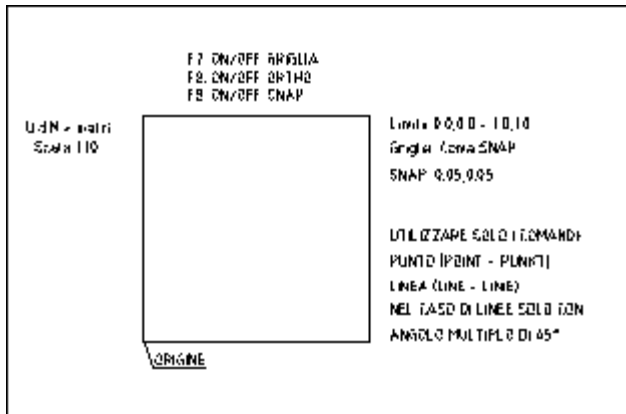 F7: ON/OFF GRIGLIA
F8: ON/OFF ORTHO
F9: ON/OFF SNAP
metri
Scala 1:10
Limiti 0.0,0.0 - 10,10
Griglia: Come SNAP
SNAP: 0.05,0.05
UTILIZZARE SOLO I COMANDI:
PUNTO (POINT - PUNKT)
LINEA (LINE - LINIE)
NEL CASO DI LINEE SOLO CON
ANGOLO MULTIPLO DI 45°
ORIGINE